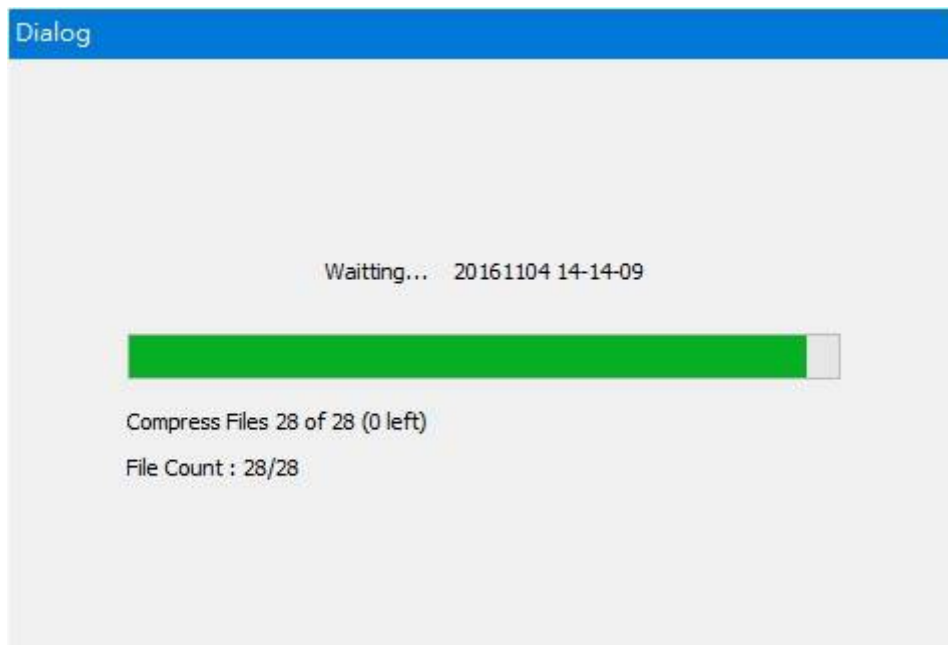 Dialog
Waitting... 20161104 14-14-09
Compress Files 28 of 28 (0 left)
File Count : 28/28